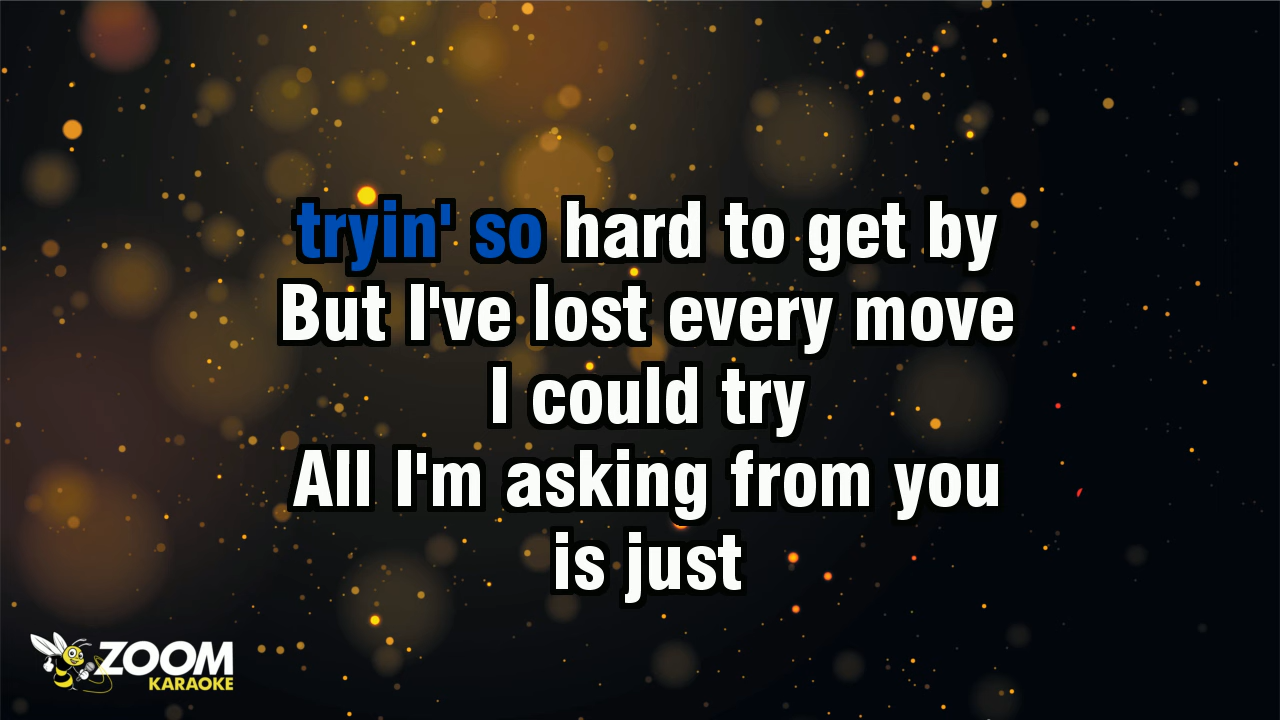 tryin' so hard to get by
But I've lost every move
I could try
All I'm asking from you
is just
ZOOM
KARAOKE